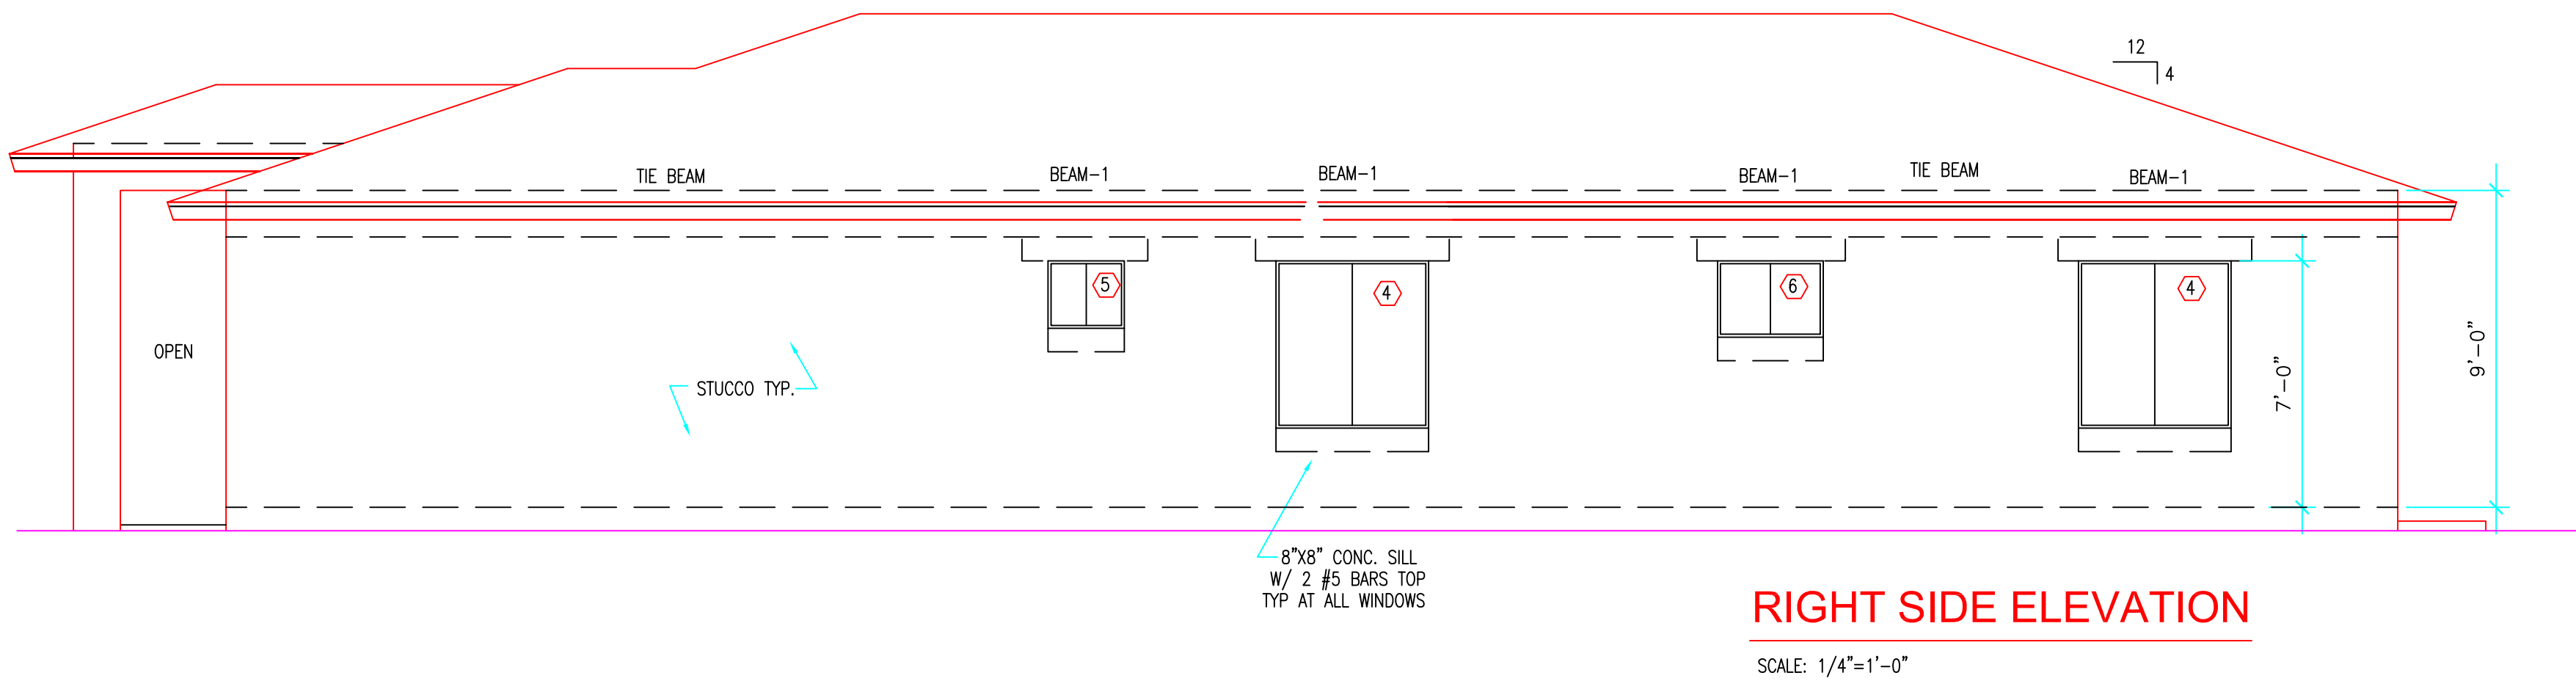 12
4
TIE BEAM
BEAM-1
BEAM-1
BEAM-1
TIE BEAM
BEAM-1
5
4
6
4
OPEN
STUCCO TYP.
7'-0"
9'-0"
8"X8" CONC. SILL
W/ 2 #5 BARS TOP
TYP AT ALL WINDOWS
RIGHT SIDE ELEVATION
SCALE: 1/4"=1'-0"